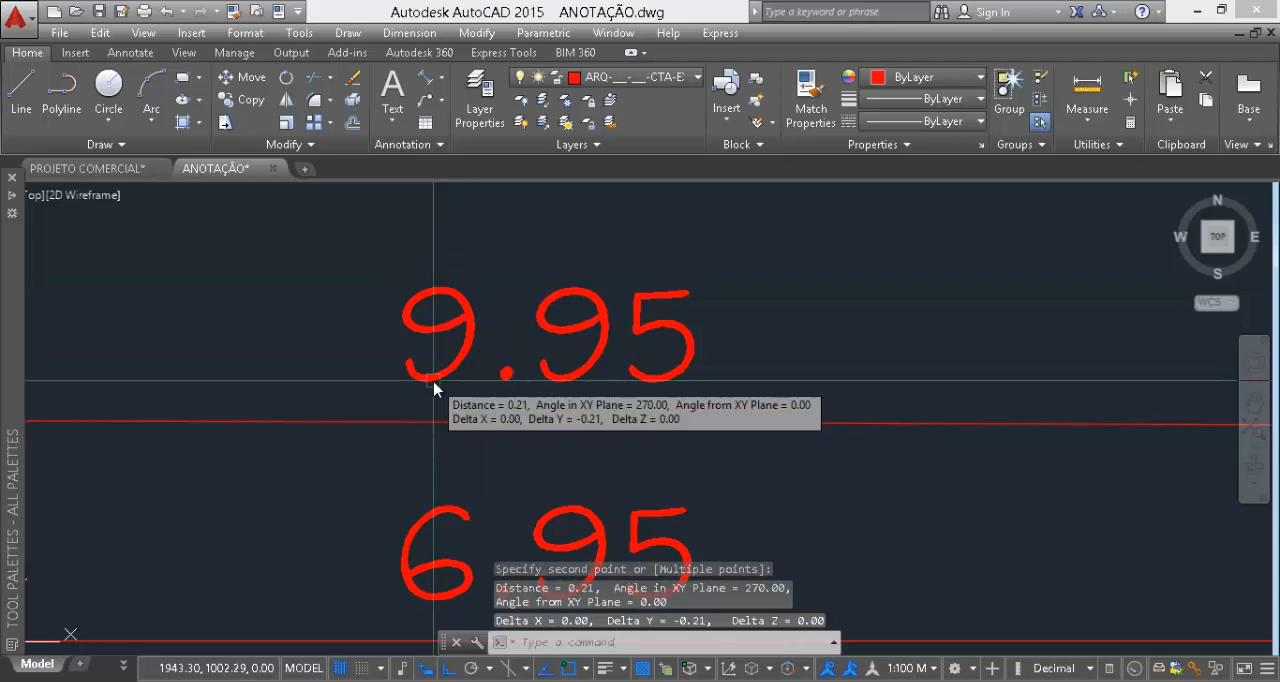 Autodesk AutoCAD 2015 ANOTAÇÃO.dwg
Type a keyword or phrase
Sign In
File Edit View Insert Format Tools Draw Dimension Modify Parametric Window Help Express
Home Insert Annotate View Manage Output Add-ins Autodesk 360 Express Tools BIM 360
Move
ARQ-___-___-CTA-E
ByLayer
Copy
ByLayer
Line Polyline Circle Arc Text Layer Properties Insert Match Properties Group Measure Paste Base
ByLayer
Draw Modify Annotation Layers Block Properties Groups Utilities Clipboard View
PROJETO COMERCIAL* ANOTAÇÃO*
op][2D Wireframe]
N
W TOP E
S
WCS
9.95
Distance = 0.21, Angle in XY Plane = 270.00, Angle from XY Plane = 0.00
Delta X = 0.00, Delta Y = -0.21, Delta Z = 0.00
6 95
Specify second point or [Multiple points]:
Distance = 0.21, Angle in XY Plane = 270.00,
Angle from XY Plane = 0.00
Delta X = 0.00, Delta Y = -0.21, Delta Z = 0.00
Type a command
TOOL PALETTES - ALL PALETTES
X
Model
1943.30, 1002.29, 0.00 MODEL 1:100 M Decimal